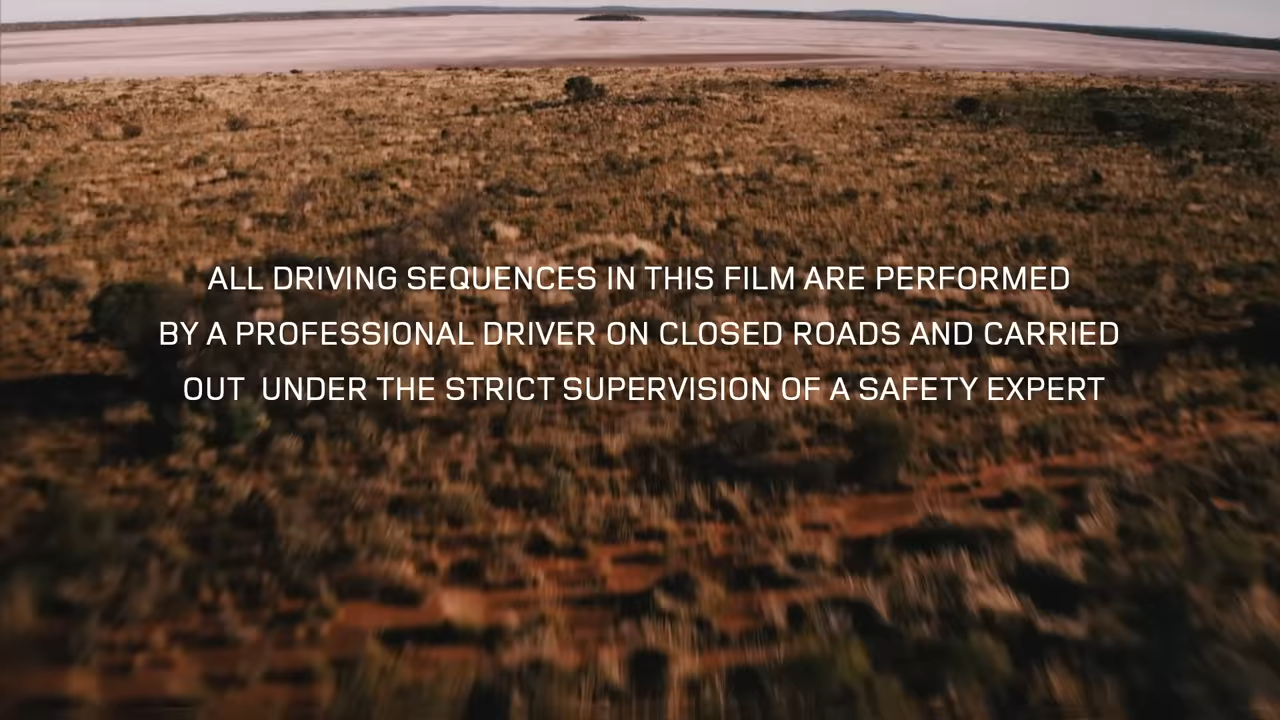 ALL DRIVING SEQUENCES IN THIS FILM ARE PERFORMED
BY A PROFESSIONAL DRIVER ON CLOSED ROADS AND CARRIED
OUT  UNDER THE STRICT SUPERVISION OF A SAFETY EXPERT